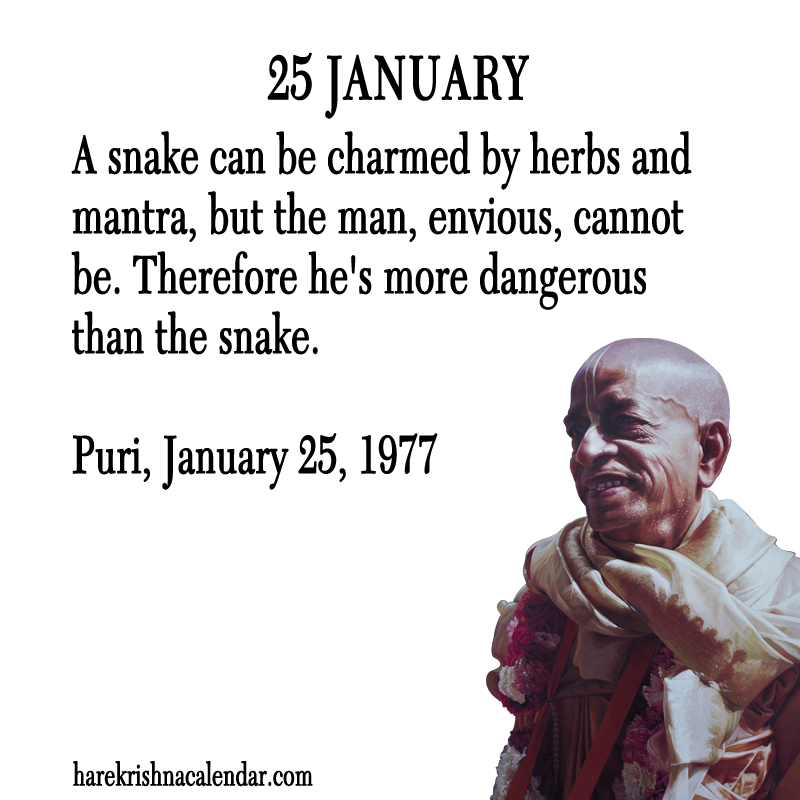 25 JANUARY
A snake can be charmed by herbs and
mantra, but the man, envious, cannot
be. Therefore he's more dangerous
than the snake.
Puri, January 25, 1977
harekrishnacalendar.com